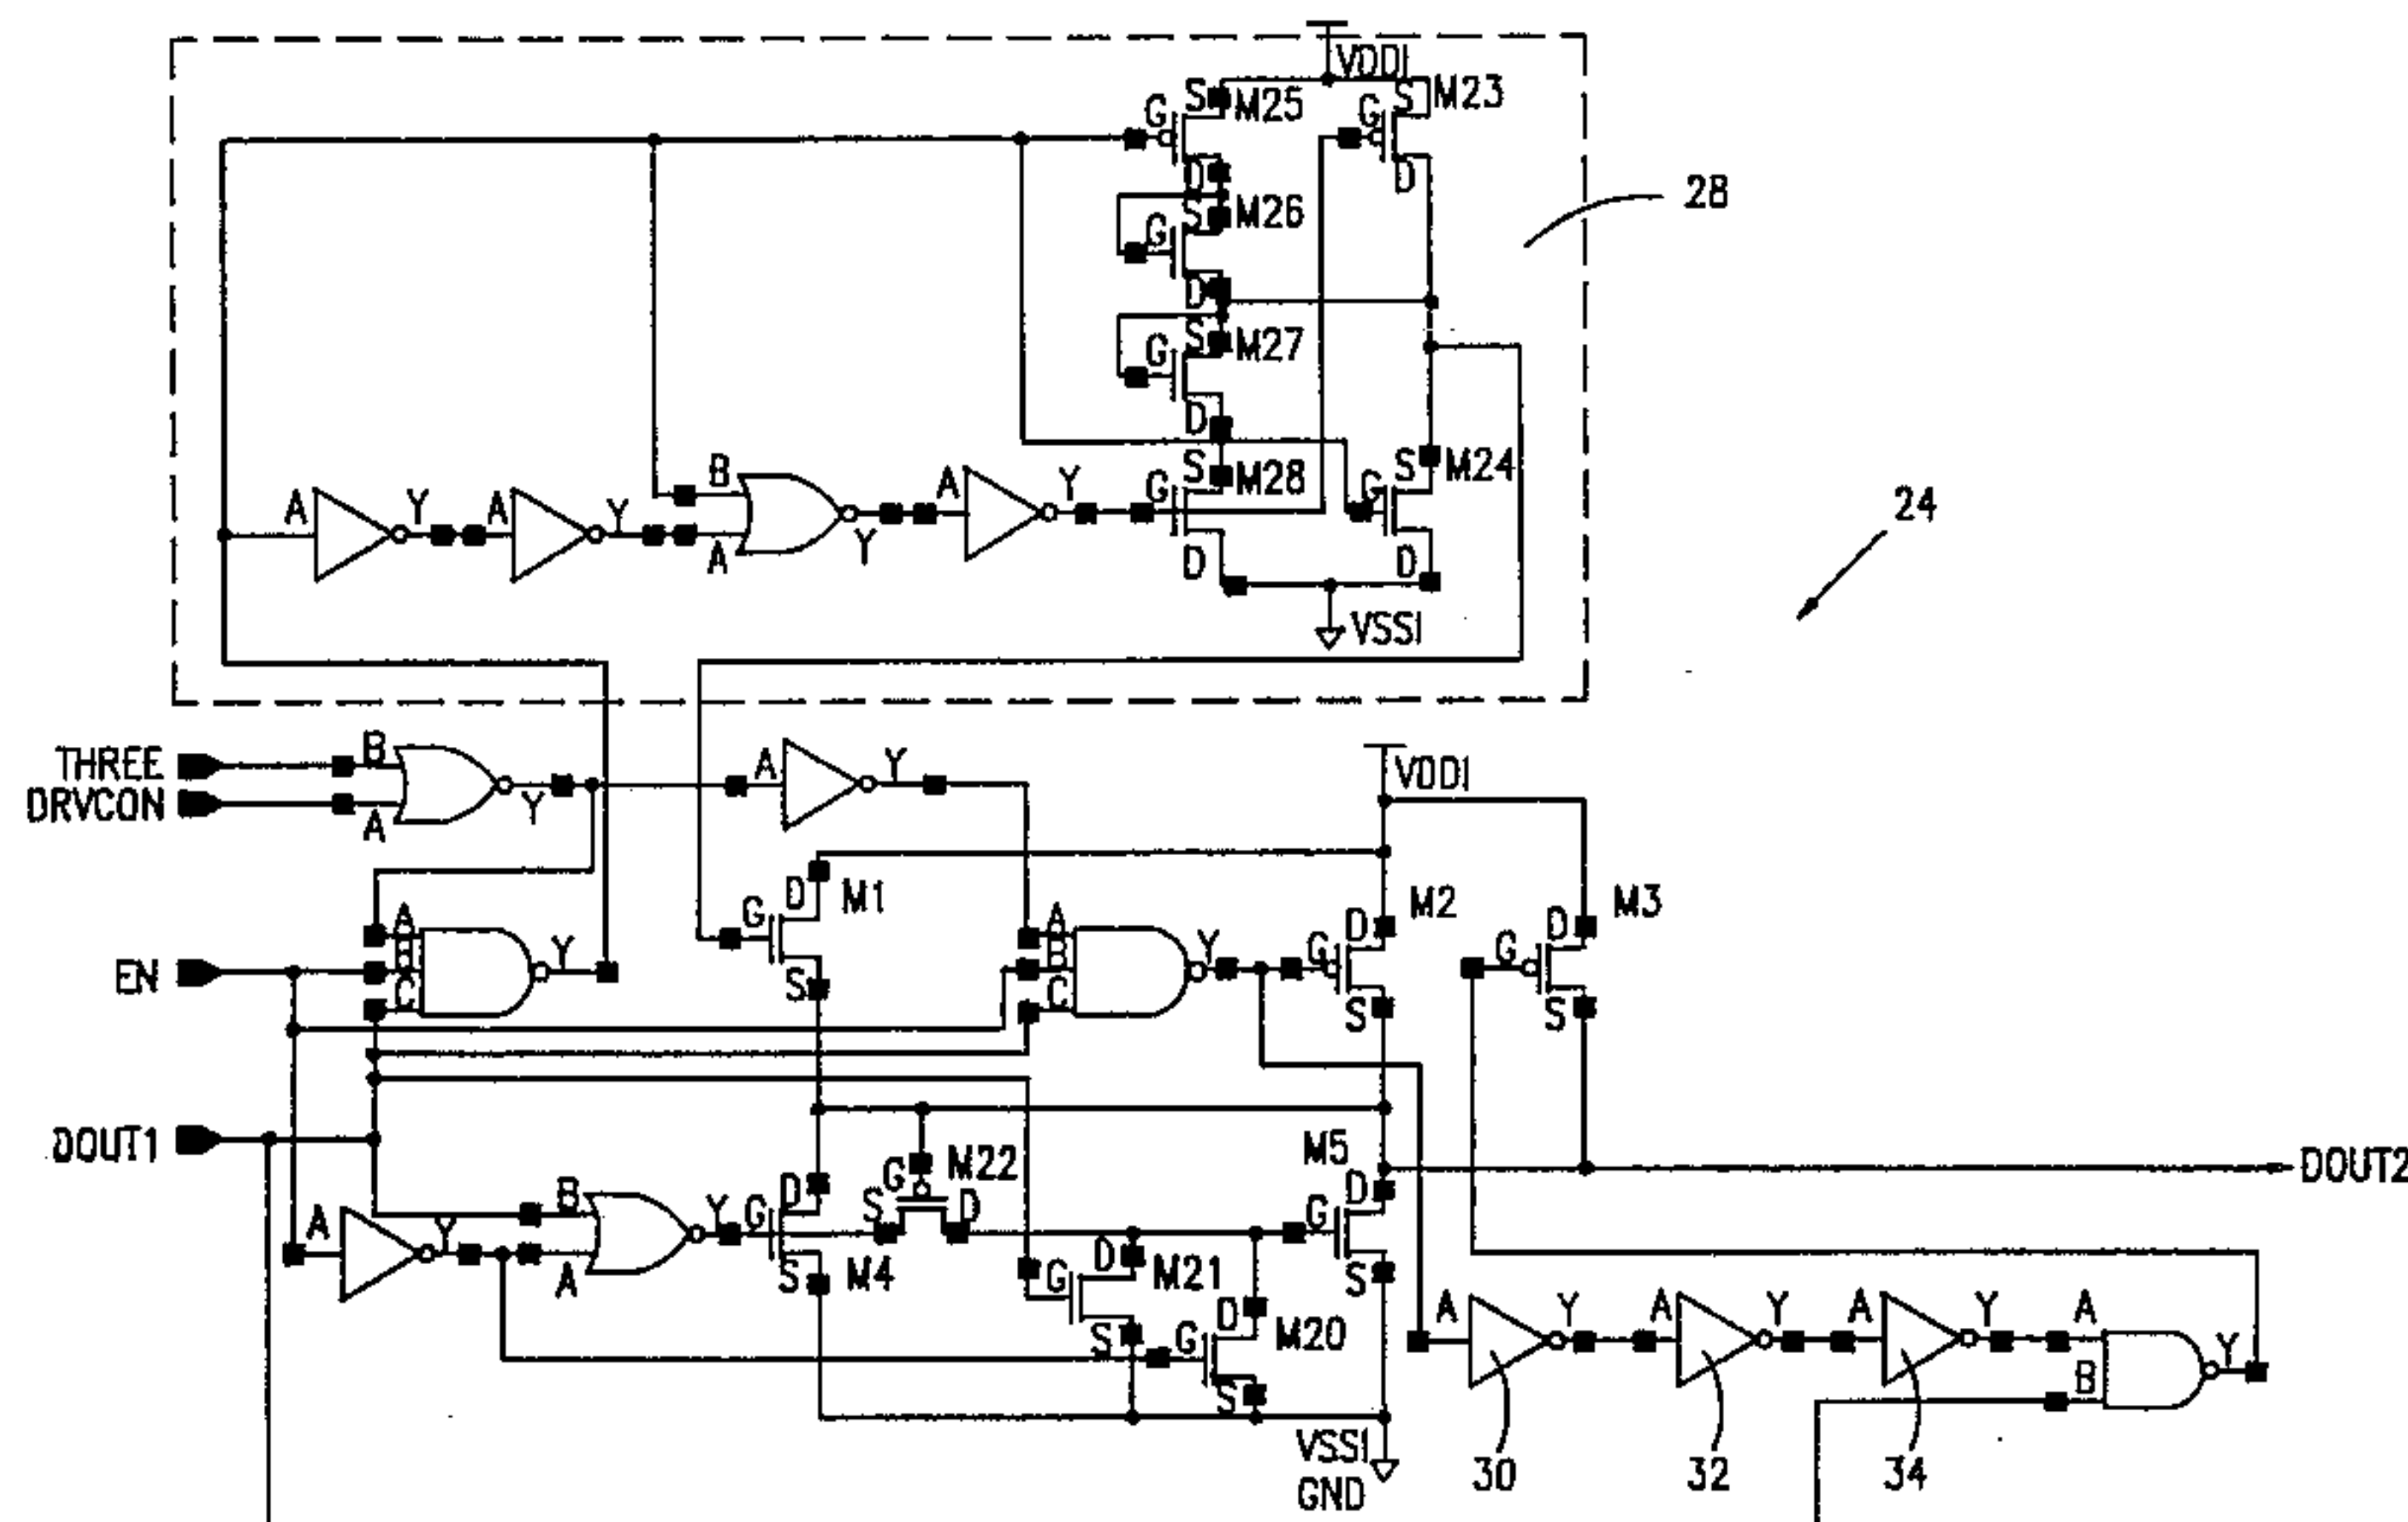 VDDI
S M25 G S M23
G
D D
S M26 28
G
D
S M27
G
D
B S M28 S M24
A Y A Y A Y G G 24
A Y
D D
VSSI
THREE B A Y
DRVCON Y VDDI
A
D M1 M2 M3
A G A D D
EN B Y B Y G G
C S C S S
DOUT1 M22 M5
G DOUT2
B S D D
A Y Y G D G
A S M4 D M21 S
G D A Y A Y A Y A
S G M20 Y
S B
VSSI 30 32 34
GND